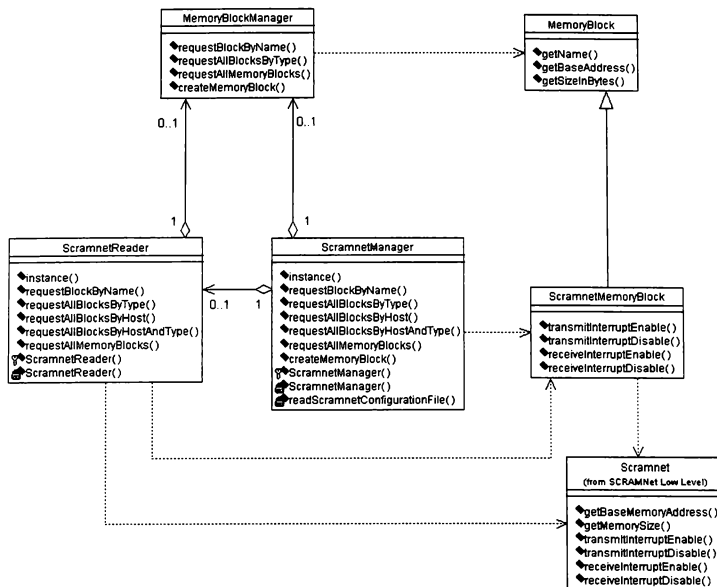 MemoryBlockManager
requestBlockByName()
requestAllBlocksByType()
requestAllMemoryBlocks()
createMemoryBlock()
MemoryBlock
getName()
getBaseAddress()
getSizeInBytes()
0..1
0..1
1
1
ScramnetReader
instance()
requestBlockByName()
requestAllBlocksByType()
requestAllBlocksByHost()
requestAllBlocksByHostAndType()
requestAllMemoryBlocks()
ScramnetReader()
ScramnetReader()
0..1
1
ScramnetManager
instance()
requestBlockByName()
requestAllBlocksByType()
requestAllBlocksByHost()
requestAllBlocksByHostAndType()
requestAllMemoryBlocks()
createMemoryBlock()
ScramnetManager()
ScramnetManager()
readScramnetConfigurationFile()
ScramnetMemoryBlock
transmitInterruptEnable()
transmitInterruptDisable()
receiveInterruptEnable()
receiveInterruptDisable()
Scramnet
(from SCRAMNet Low Level)
getBaseMemoryAddress()
getMemorySize()
transmitInterruptEnable()
transmitInterruptDisable()
receiveInterruptEnable()
receiveInterruptDisable()